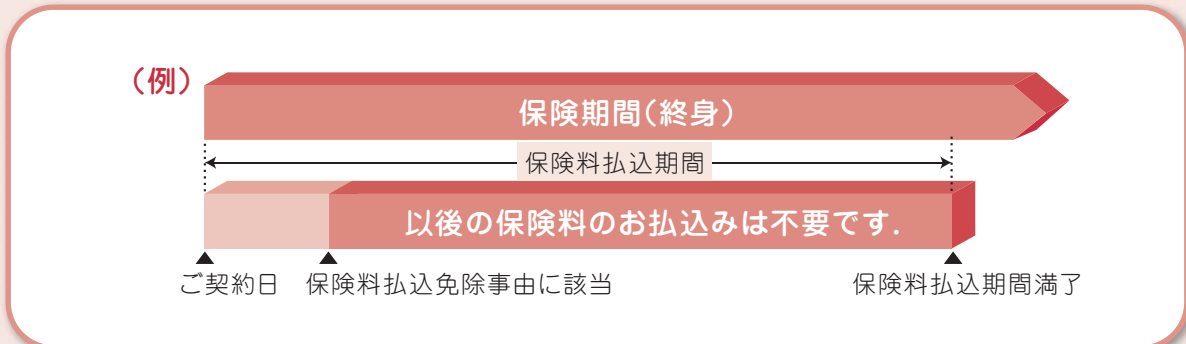 （例）
保険期間（終身）
保険料払込期間
以後の保険料のお払込みは不要です.
ご契約日
保険料払込免除事由に該当
保険料払込期間満了